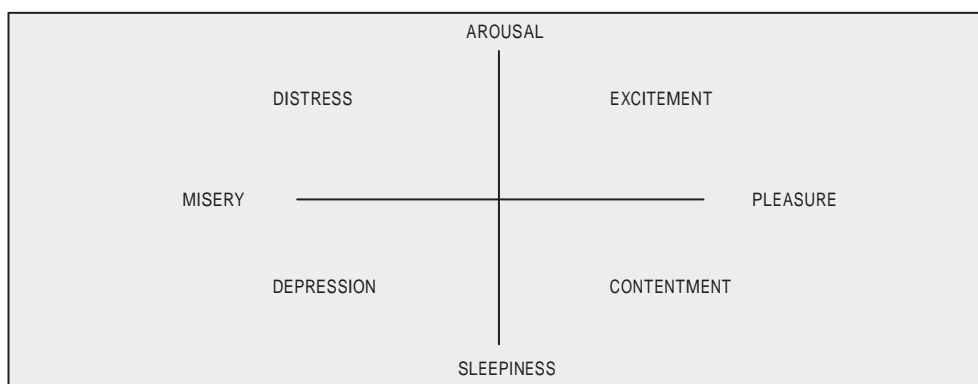 AROUSAL
DISTRESS EXCITEMENT
MISERY PLEASURE
DEPRESSION CONTENTMENT
SLEEPINESS